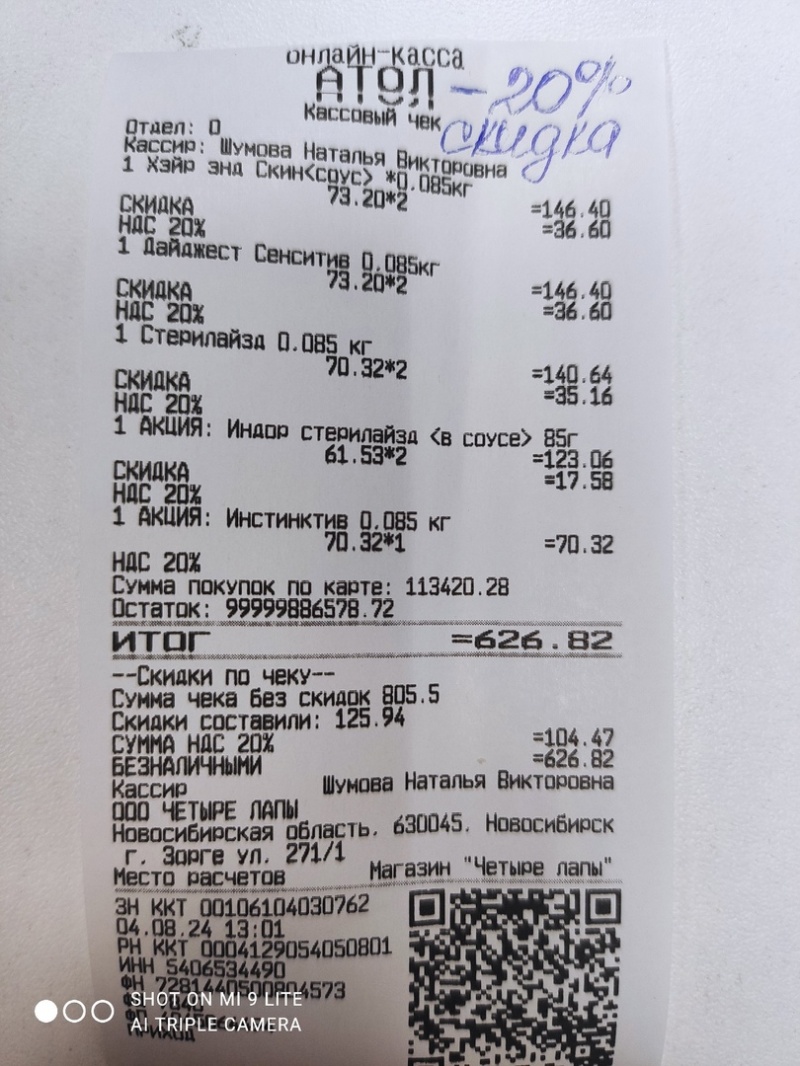 онлайн-касса
АТОЛ – 20%
скидка
Кассовый чек
Отдел: 0
Кассир: Шумова Наталья Викторовна
1 Хэйр энд Скин<соус> *0.085кг
73.20*2 =146.40
СКИДКА =36.60
НДС 20%
1 Дайджест Сенситив 0.085кг
73.20*2 =146.40
СКИДКА =36.60
НДС 20%
1 Стерилайзд 0.085 кг
70.32*2 =140.64
СКИДКА =35.16
НДС 20%
1 АКЦИЯ: Индор стерилайзд <в соусе> 85г
61.53*2 =123.06
СКИДКА =17.58
НДС 20%
1 АКЦИЯ: Инстинктив 0.085 кг
70.32*1 =70.32
НДС 20%
Сумма покупок по карте: 113420.28
Остаток: 99999886578.72
ИТОГ =626.82
--Скидки по чеку--
Сумма чека без скидок 805.5
Скидки составили: 125.94
СУММА НДС 20% =104.47
БЕЗНАЛИЧНЫМИ =626.82
Кассир Шумова Наталья Викторовна
ООО ЧЕТЫРЕ ЛАПЫ
Новосибирская область, 630045, Новосибирск
г. Зорге ул. 271/1
Место расчетов Магазин "Четыре лапы"
ЗН ККТ 00106104030762
04.08.24 13:01
РН ККТ 0004129054050801
ИНН 5406534490
ФН 7281440500804573
SHOT ON MI 9 LITE
AI TRIPLE CAMERA
ПРИХОД